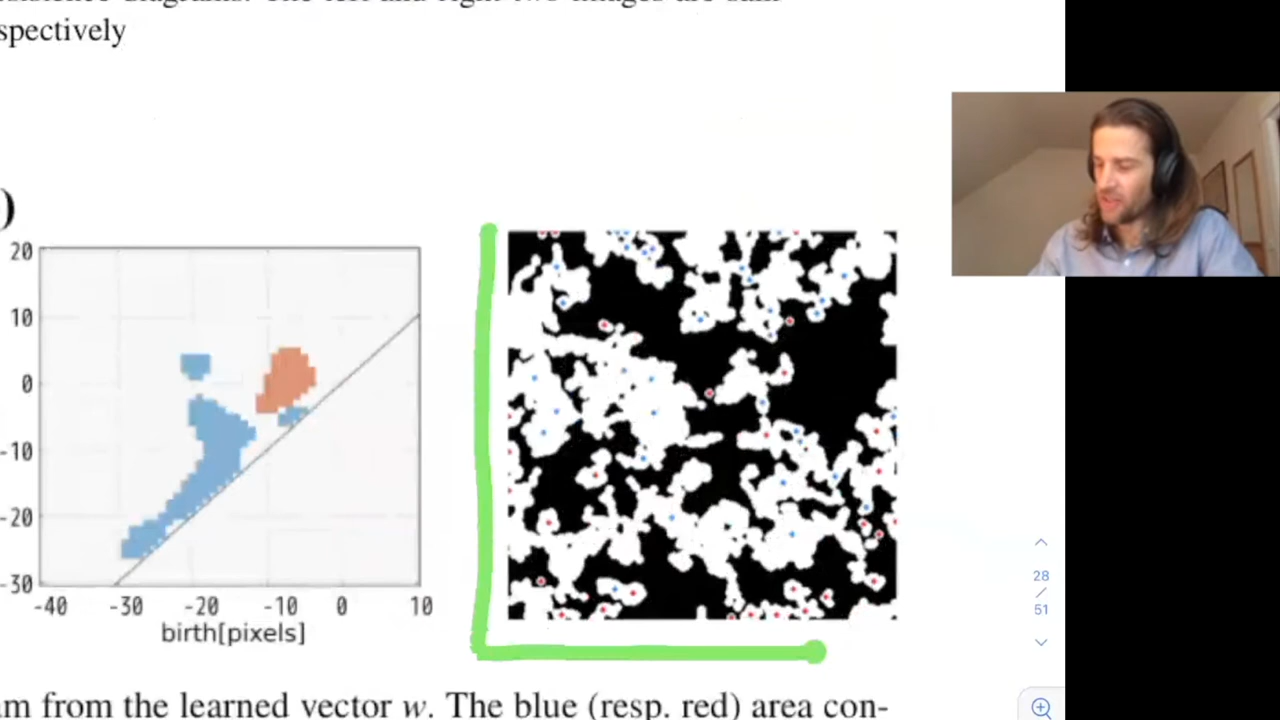 spectively
)
20
10
0
-10
-20
-30
-40 -30 -20 -10 0 10
birth[pixels]
28
/
51
am from the learned vector w. The blue (resp. red) area con-